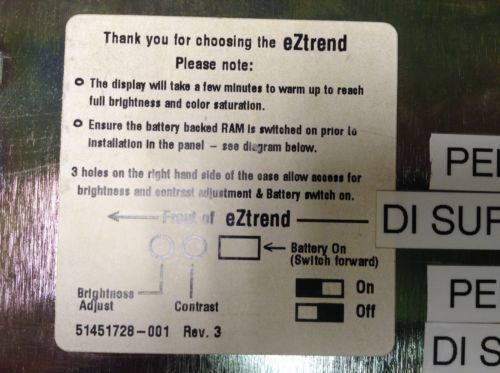 Thank you for choosing the eZtrend
Please note:
The display will take a few minutes to warm up to reach
full brightness and color saturation.
Ensure the battery backed RAM is switched on prior to
installation in the panel – see diagram below.
3 holes on the right hand side of the case allow access for
brightness and contrast adjustment & Battery switch on.
Front of eZtrend
Battery On
(Switch forward)
Brightness
Adjust
Contrast
On
Off
51451728-001 Rev. 3
PE
DI SUP
PE
DI S